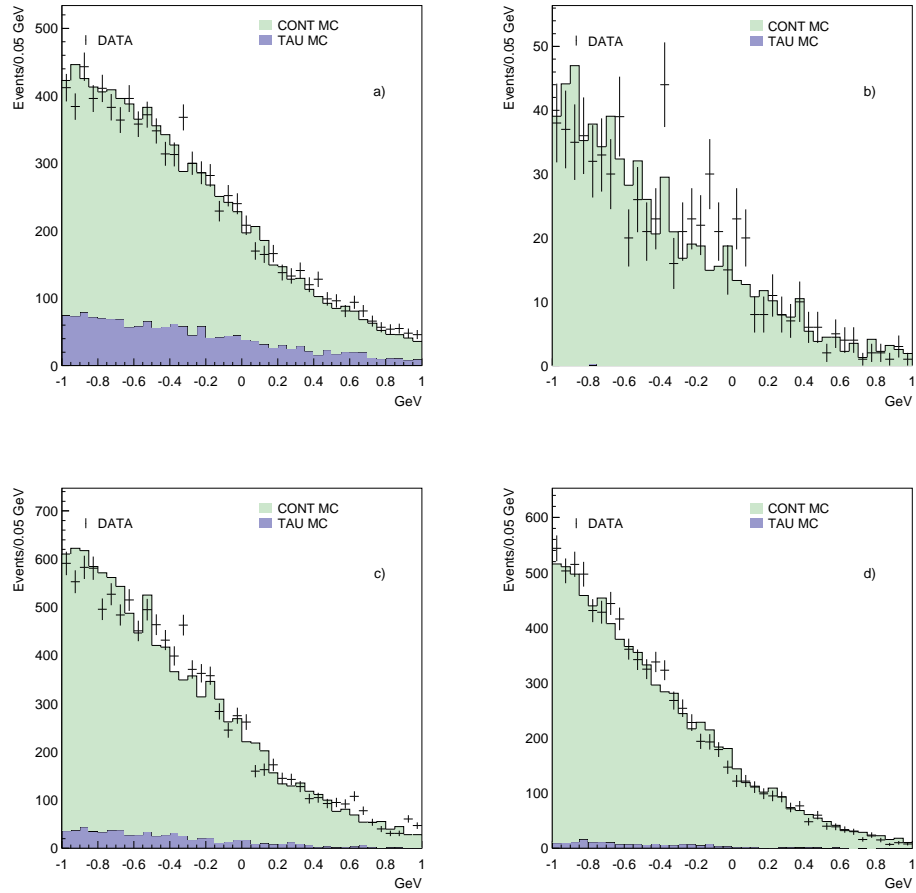 Events/0.05 GeV
500
400
300
200
100
0
DATA
CONT MC
TAU MC
a)
-1 -0.8 -0.6 -0.4 -0.2 0 0.2 0.4 0.6 0.8 1
GeV
Events/0.05 GeV
50
40
30
20
10
0
DATA
CONT MC
TAU MC
b)
-1 -0.8 -0.6 -0.4 -0.2 0 0.2 0.4 0.6 0.8 1
GeV
Events/0.05 GeV
700
600
500
400
300
200
100
0
DATA
CONT MC
TAU MC
c)
-1 -0.8 -0.6 -0.4 -0.2 0 0.2 0.4 0.6 0.8 1
GeV
Events/0.05 GeV
600
500
400
300
200
100
0
DATA
CONT MC
TAU MC
d)
-1 -0.8 -0.6 -0.4 -0.2 0 0.2 0.4 0.6 0.8 1
GeV